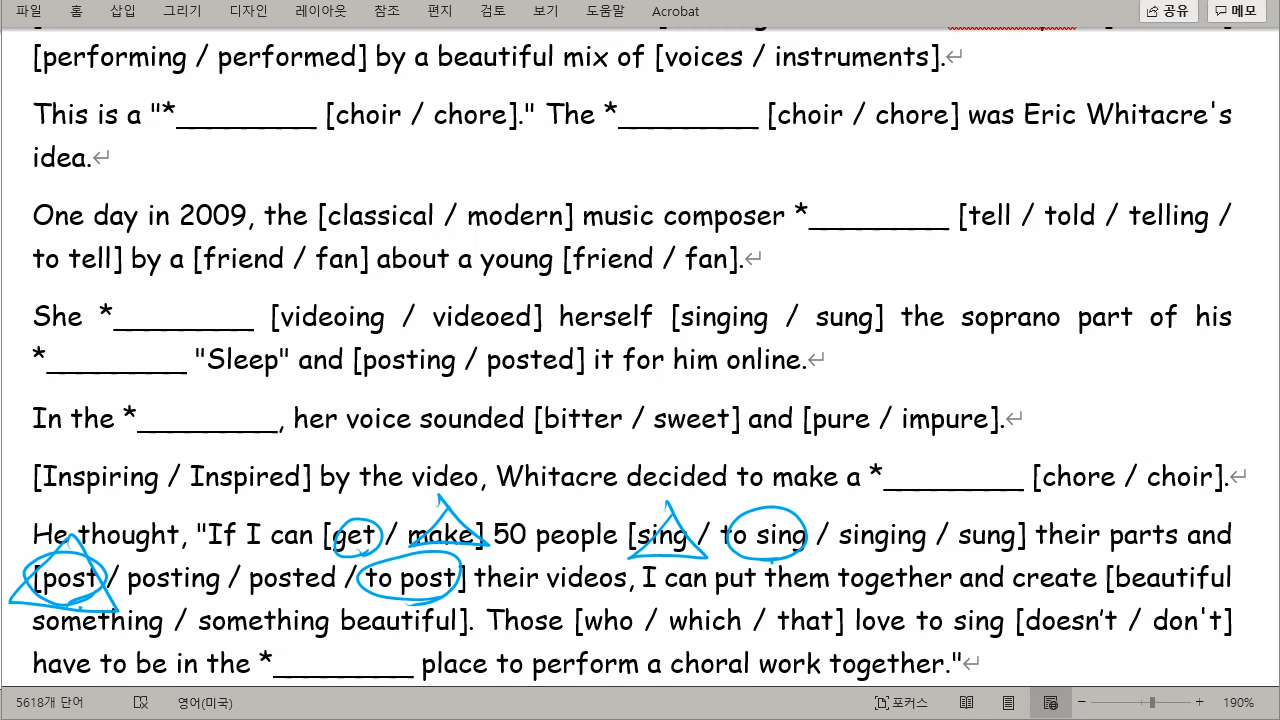 파일 홈 삽입 그리기 디자인 레이아웃 참조 편지 검토 보기 도움말 Acrobat 공유 메모
[performing / performed] by a beautiful mix of [voices / instruments].↵
This is a "*________ [choir / chore]." The *________ [choir / chore] was Eric Whitacre's
idea.↵
One day in 2009, the [classical / modern] music composer *________ [tell / told / telling /
to tell] by a [friend / fan] about a young [friend / fan].↵
She *________ [videoing / videoed] herself [singing / sung] the soprano part of his
*________ "Sleep" and [posting / posted] it for him online.↵
In the *________, her voice sounded [bitter / sweet] and [pure / impure].↵
[Inspiring / Inspired] by the video, Whitacre decided to make a *________ [chore / choir].↵
He thought, "If I can [get / make] 50 people [sing / to sing / singing / sung] their parts and
[post / posting / posted / to post] their videos, I can put them together and create [beautiful
something / something beautiful]. Those [who / which / that] love to sing [doesn't / don't]
have to be in the *________ place to perform a choral work together."↵
5618개 단어 영어(미국) 포커스 190%